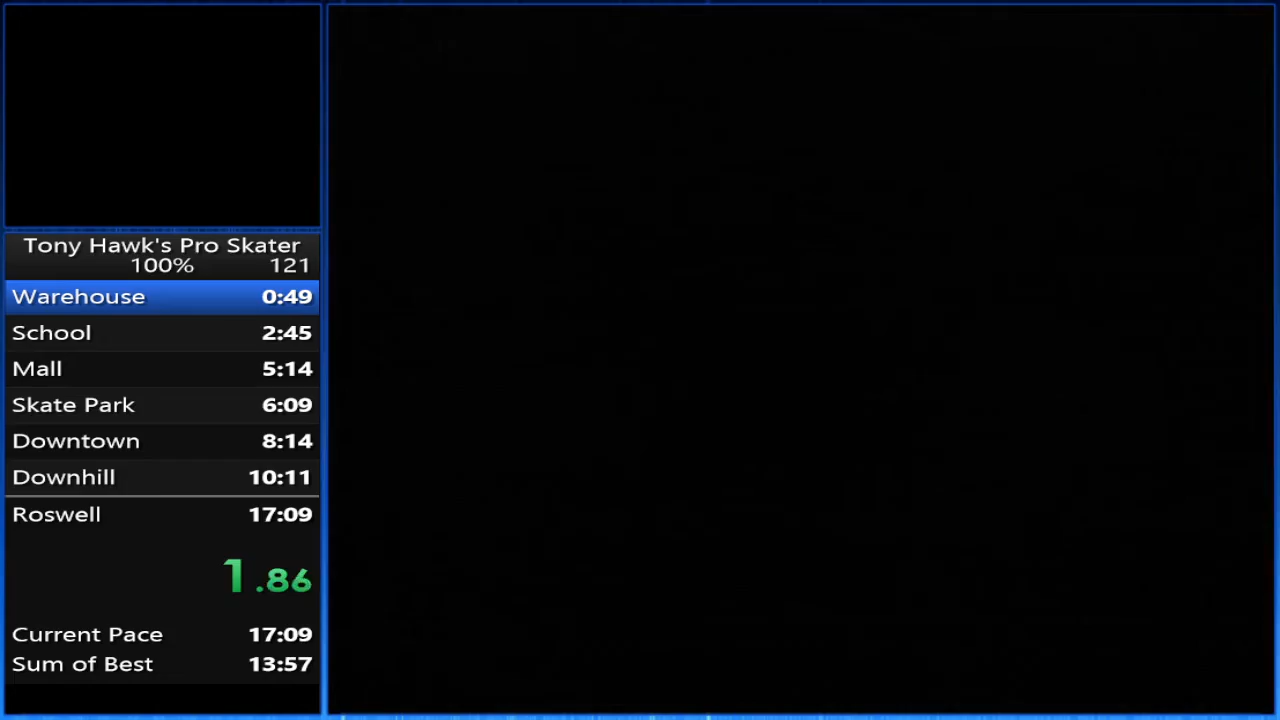 Tony Hawk's Pro Skater
100% 121
Warehouse 0:49
School 2:45
Mall 5:14
Skate Park 6:09
Downtown 8:14
Downhill 10:11
Roswell 17:09
1.86
Current Pace 17:09
Sum of Best 13:57